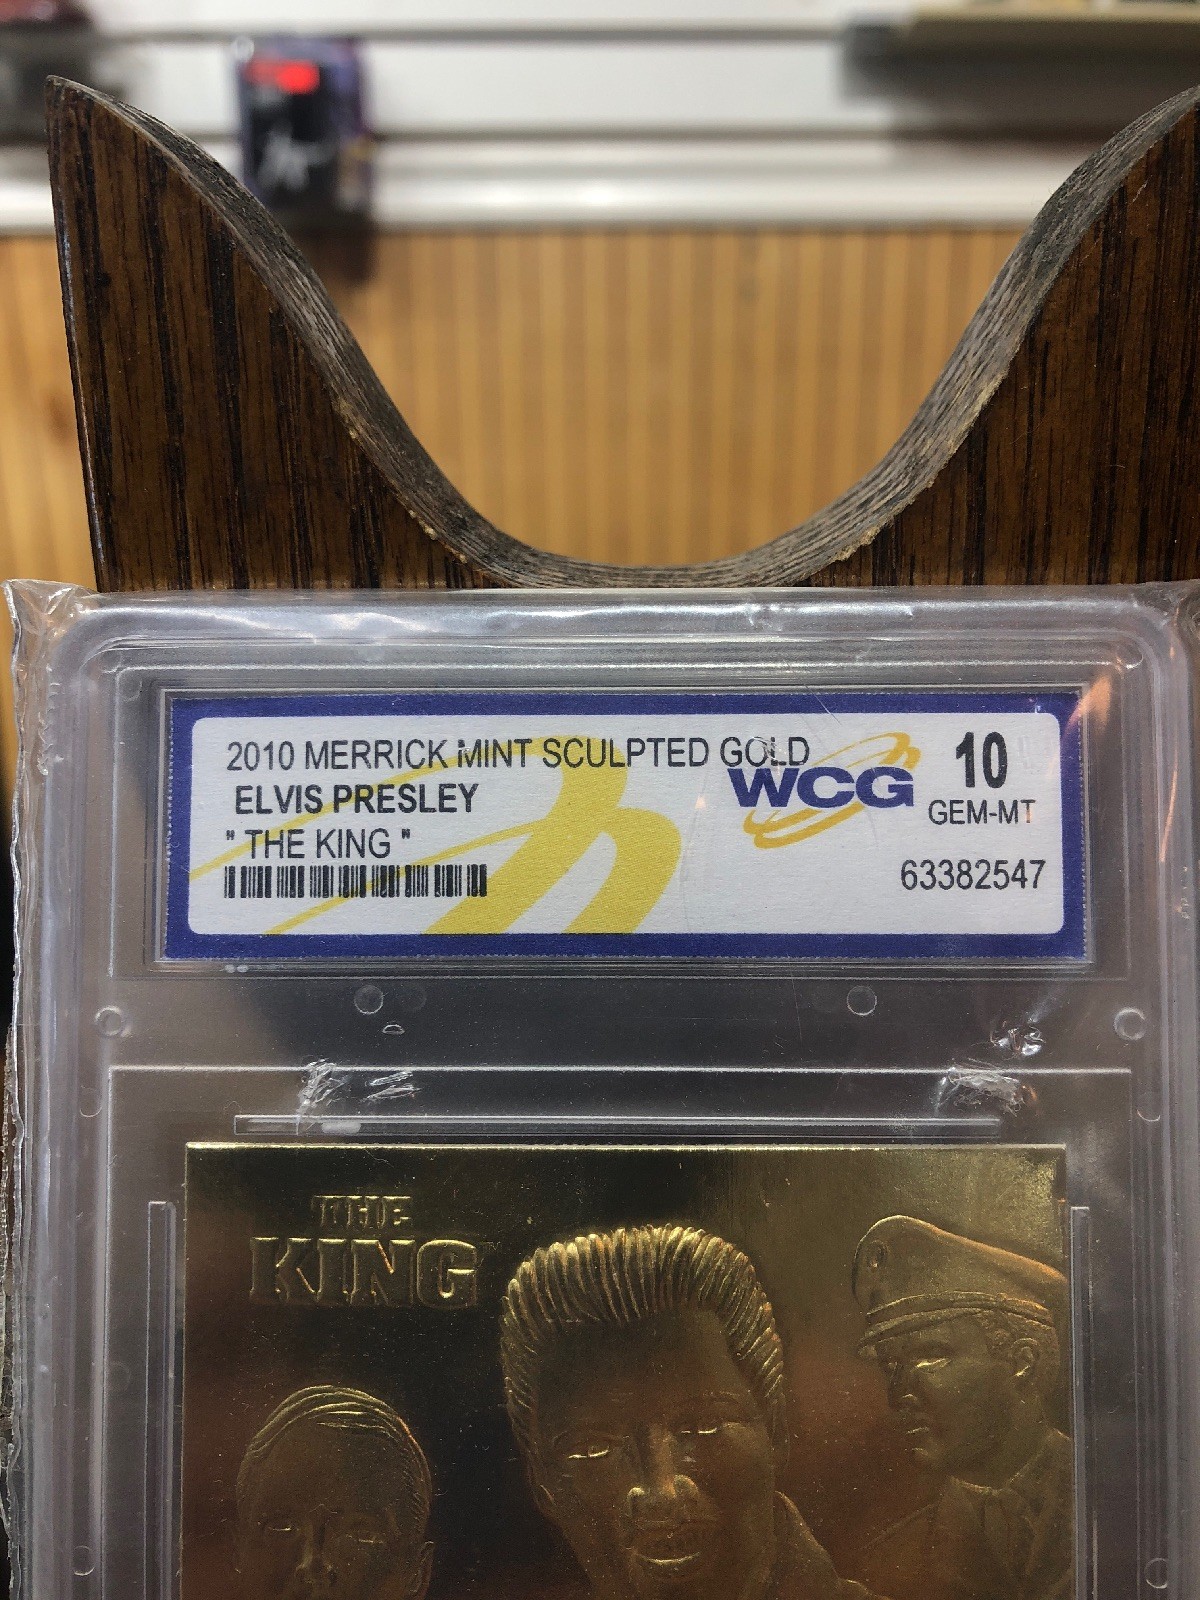 2010 MERRICK MINT SCULPTED GOLD
ELVIS PRESLEY
" THE KING "
WCG
10
GEM-MT
63382547
THE
KING